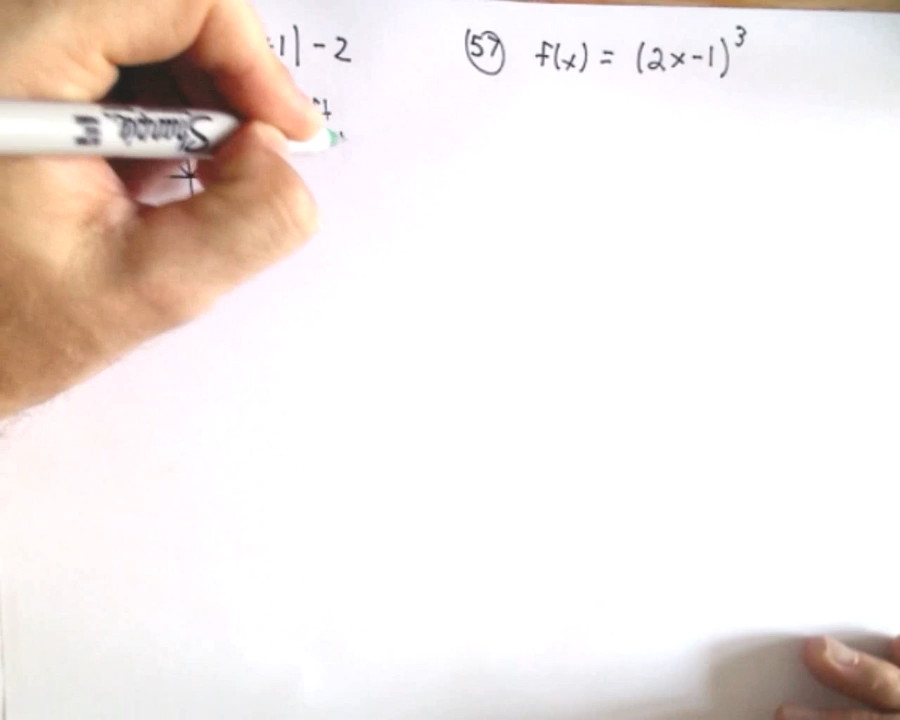 1| - 2
(57) f(x) = (2x-1)³
Sharpie